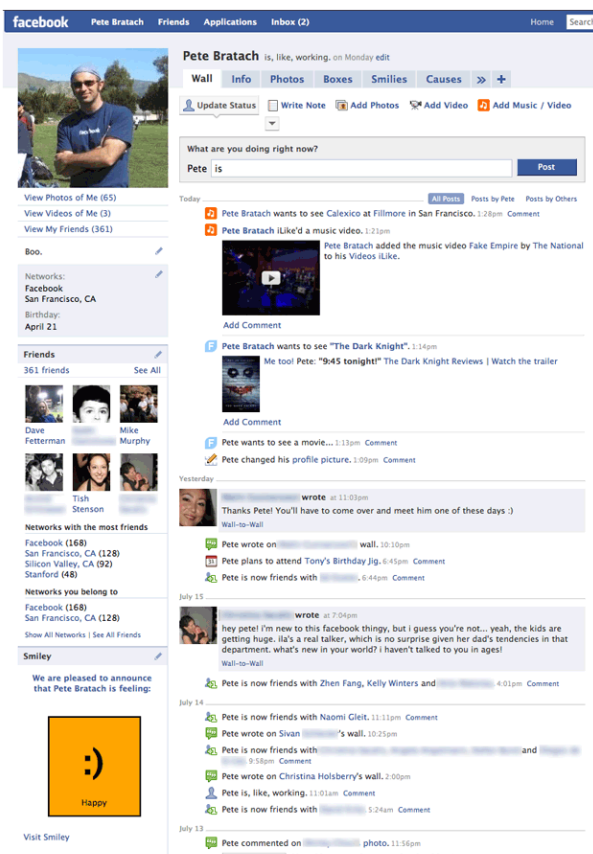 facebook Pete Bratach Friends Applications Inbox (2) Home Search
Pete Bratach is, like, working. on Monday edit
Wall Info Photos Boxes Smilies Causes » +
Update Status Write Note Add Photos Add Video Add Music / Video
What are you doing right now?
Pete is Post
View Photos of Me (65)
View Videos of Me (3)
View My Friends (361)
Boo.
Networks:
Facebook
San Francisco, CA
Birthday:
April 21
Friends
361 friends See All
Dave Fetterman
Mike Murphy
Tish Stenson
Networks with the most friends
Facebook (168)
San Francisco, CA (128)
Silicon Valley, CA (92)
Stanford (48)
Networks you belong to
Facebook (168)
San Francisco, CA (128)
Show All Networks | See All Friends
Smiley
We are pleased to announce
that Pete Bratach is feeling:
:)
Happy
Visit Smiley
Today All Posts Posts by Pete Posts by Others
Pete Bratach wants to see Calexico at Fillmore in San Francisco. 1:28pm Comment
Pete Bratach iLike'd a music video. 1:21pm
Pete Bratach added the music video Fake Empire by The National
to his Videos iLike.
Add Comment
Pete Bratach wants to see "The Dark Knight". 1:14pm
Me too! Pete: "9:45 tonight!" The Dark Knight Reviews | Watch the trailer
Add Comment
Pete wants to see a movie... 1:13pm Comment
Pete changed his profile picture. 1:09pm Comment
Yesterday
wrote at 11:03pm
Thanks Pete! You'll have to come over and meet him one of these days :)
Wall-to-Wall
Pete wrote on wall. 10:10pm
31 Pete plans to attend Tony's Birthday Jig. 6:45pm Comment
Pete is now friends with . 6:44pm Comment
July 15
wrote at 7:04pm
hey pete! i'm new to this facebook thingy, but i guess you're not... yeah, the kids are
getting huge. ila's a real talker, which is no surprise given her dad's tendencies in that
department. what's new in your world? i haven't talked to you in ages!
Wall-to-Wall
Pete is now friends with Zhen Fang, Kelly Winters and 4:01pm Comment
July 14
Pete is now friends with Naomi Gleit. 11:11pm Comment
Pete wrote on Sivan 's wall. 10:25pm
Pete is now friends with and
9:58pm Comment
Pete wrote on Christina Holsberry's wall. 2:00pm
Pete is, like, working. 11:01am Comment
Pete is now friends with 5:24am Comment
July 13
Pete commented on photo. 11:56pm